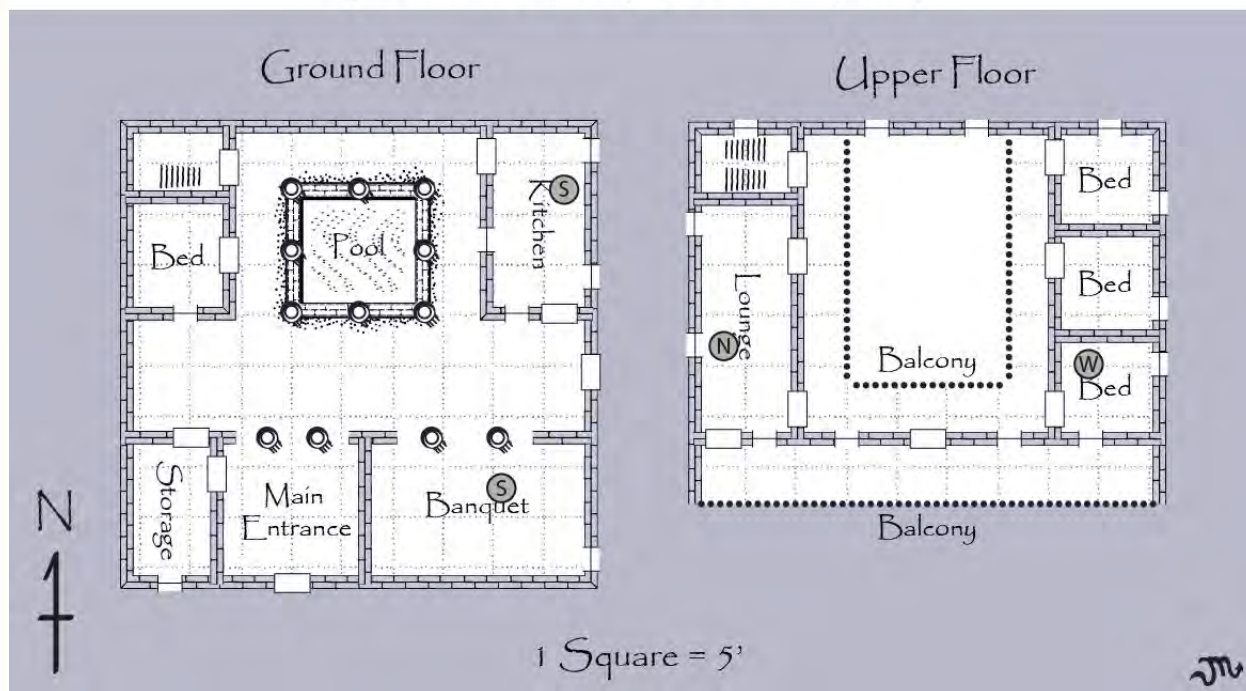 Ground Floor
Upper Floor
Kitchen
S
Bed
Pool
Bed
Bed
Lounge
N
Balcony
W
Bed
Storage
Main
Entrance
S
Banquet
Balcony
N
1 Square = 5'